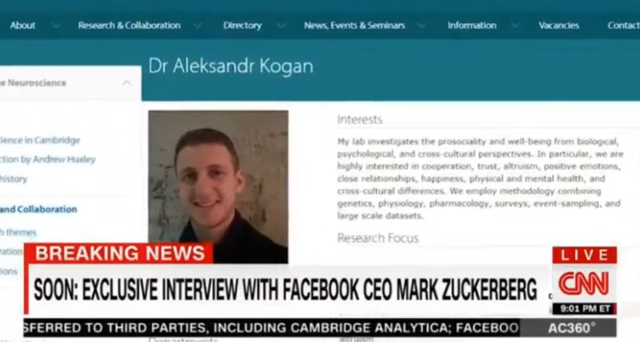 About Research & Collaboration Directory News, Events & Seminars Information Vacancies Contact
Dr Aleksandr Kogan
e Neuroscience
ience in Cambridge
ction by Andrew Huxley
history
and Collaboration
h themes
Interests
My lab investigates the prosociality and well-being from biological,
psychological, and cross-cultural perspectives. In particular, we are
highly interested in cooperation, trust, altruism, positive emotions,
close relationships, happiness, physical and mental health, and
cross-cultural differences. We employ methodology combining
genetics, physiology, pharmacology, surveys, event-sampling, and
large scale datasets.
Research Focus
BREAKING NEWS
LIVE
SOON: EXCLUSIVE INTERVIEW WITH FACEBOOK CEO MARK ZUCKERBERG
CNN
9:01 PM ET
SFERRED TO THIRD PARTIES, INCLUDING CAMBRIDGE ANALYTICA; FACEBOO
AC360°